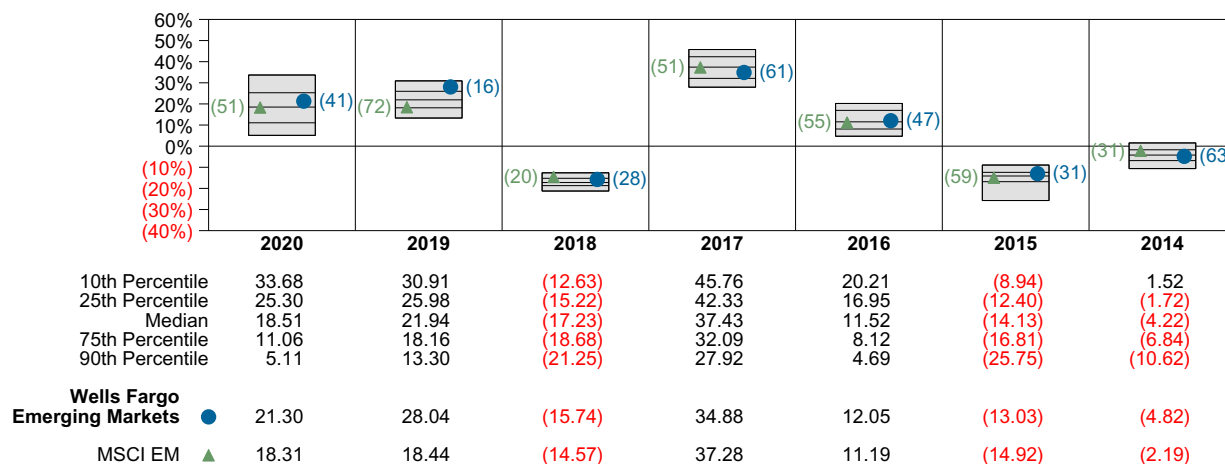 60%
50%
40%
30%
20%
10%
0%
(10%)
(20%)
(30%)
(40%)
(51) (41)
(72) (16)
(20) (28)
(51) (61)
(55) (47)
(59) (31)
(31) (63
2020 2019 2018 2017 2016 2015 2014
10th Percentile 33.68 30.91 (12.63) 45.76 20.21 (8.94) 1.52
25th Percentile 25.30 25.98 (15.22) 42.33 16.95 (12.40) (1.72)
Median 18.51 21.94 (17.23) 37.43 11.52 (14.13) (4.22)
75th Percentile 11.06 18.16 (18.68) 32.09 8.12 (16.81) (6.84)
90th Percentile 5.11 13.30 (21.25) 27.92 4.69 (25.75) (10.62)
Wells Fargo
Emerging Markets 21.30 28.04 (15.74) 34.88 12.05 (13.03) (4.82)
MSCI EM 18.31 18.44 (14.57) 37.28 11.19 (14.92) (2.19)